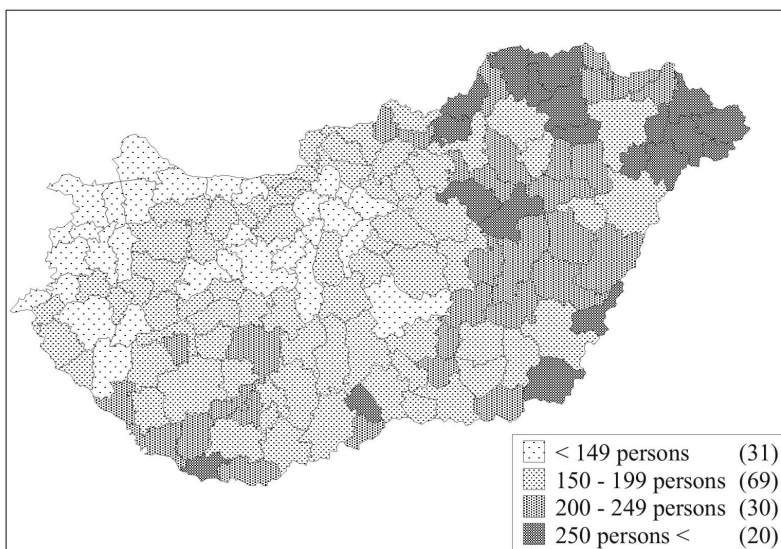 < 149 persons (31)
150 - 199 persons (69)
200 - 249 persons (30)
250 persons < (20)